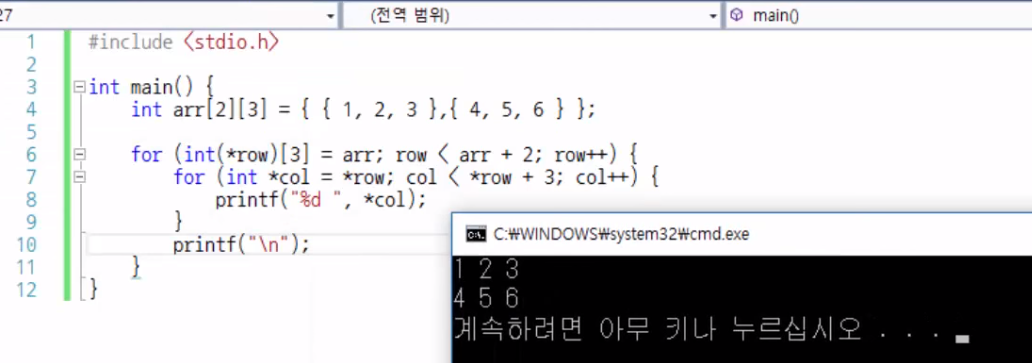 27 (전역 범위) main()
1 #include <stdio.h>
2
3 int main() {
4 int arr[2][3] = { { 1, 2, 3 },{ 4, 5, 6 } };
5
6 for (int(*row)[3] = arr; row < arr + 2; row++) {
7 for (int *col = *row; col < *row + 3; col++) {
8 printf("%d ", *col);
9 }
10 printf("\n");
11 }
12 }
C:₩WINDOWS₩system32₩cmd.exe
1 2 3
4 5 6
계속하려면 아무 키나 누르십시오 . . .